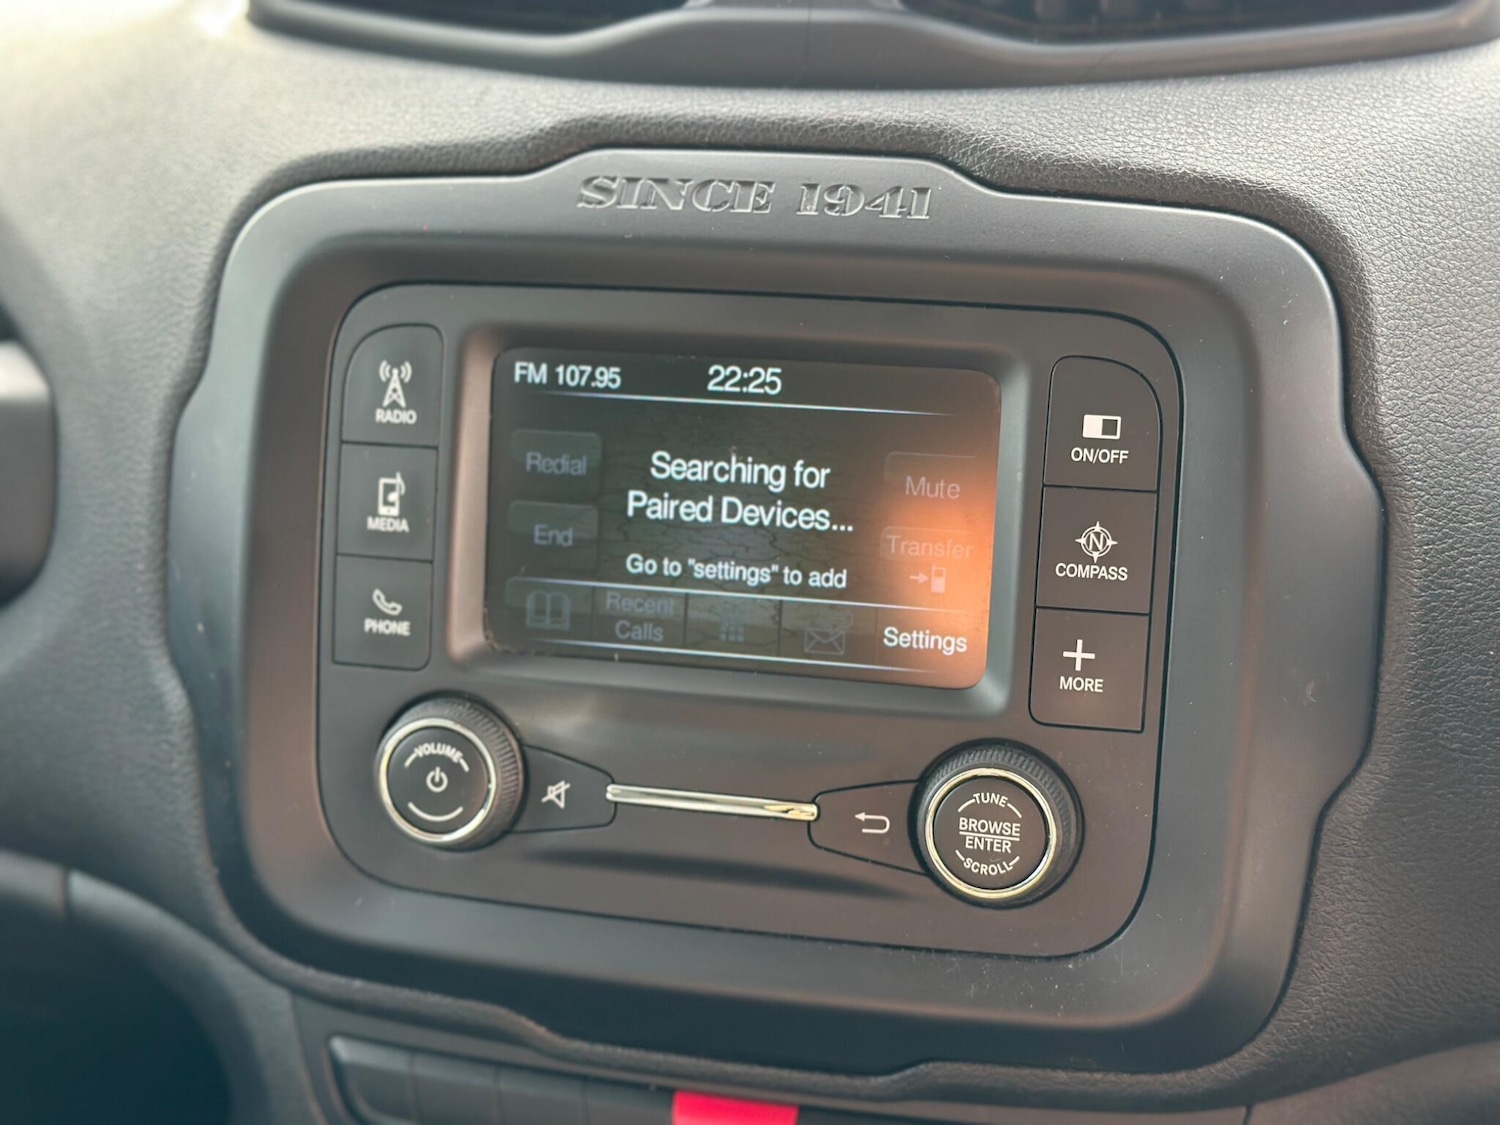 SINCE 1941
FM 107.95 22:25
RADIO
MEDIA
PHONE
Redial
End
Searching for
Paired Devices...
Go to "settings" to add
Mute
Transfer
Recent
Calls
Settings
ON/OFF
N
COMPASS
MORE
VOLUME
TUNE
BROWSE
ENTER
SCROLL